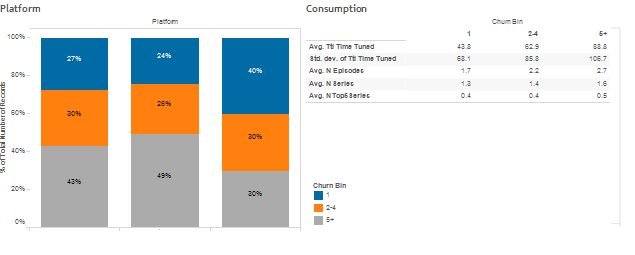 Platform
Platform
% of Total Number of Records
100%
80%
60%
40%
20%
0%
27%
30%
43%
24%
26%
49%
40%
30%
30%
Consumption
Churn Bin
1 2-4 5+
Avg. Ttl Time Tuned 43.8 62.9 88.8
Std. dev. of Ttl Time Tuned 68.1 85.8 106.7
Avg. N Episodes 1.7 2.2 2.7
Avg. N Series 1.3 1.4 1.6
Avg. N Top5 Series 0.4 0.4 0.5
Churn Bin
1
2-4
5+